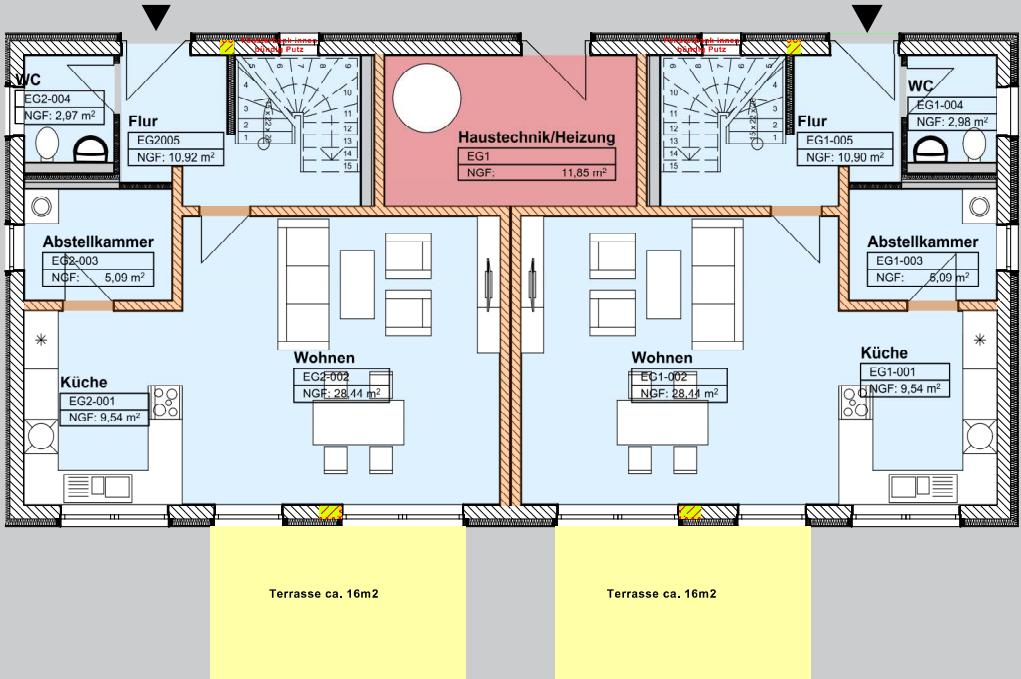 bündig Putz
bündig Putz
WC
EG2-004
NGF: 2,97 m²
Flur
EG2005
NGF: 10,92 m²
Haustechnik/Heizung
EG1
NGF: 11,85 m²
Flur
EG1-005
NGF: 10,90 m²
WC
EG1-004
NGF: 2,98 m²
Abstellkammer
EG2-003
NGF: 5,09 m²
Abstellkammer
EG1-003
NGF: 5,09 m²
Wohnen
EG2-002
NGF: 28,44 m²
Wohnen
EG1-002
NGF: 28,44 m²
Küche
EG2-001
NGF: 9,54 m²
Küche
EG1-001
NGF: 9,54 m²
Terrasse ca. 16m2
Terrasse ca. 16m2